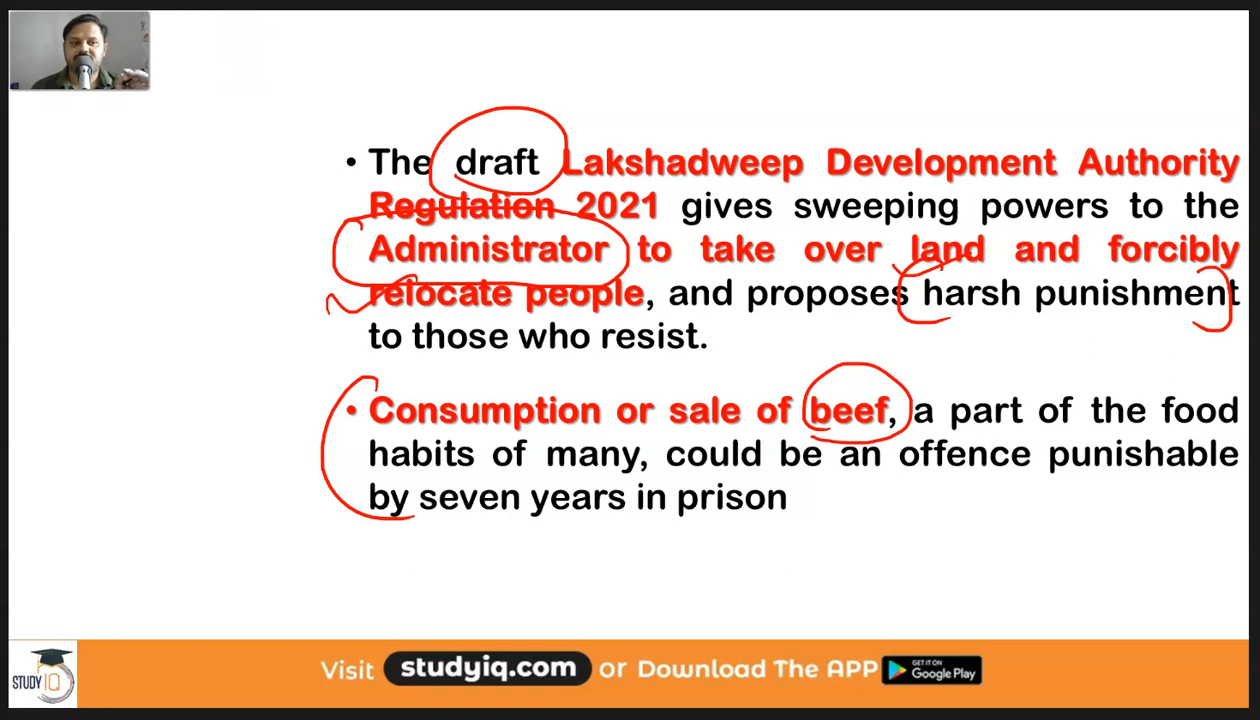 • The draft Lakshadweep Development Authority
Regulation 2021 gives sweeping powers to the
Administrator to take over land and forcibly
relocate people, and proposes harsh punishment
to those who resist.
• Consumption or sale of beef, a part of the food
habits of many, could be an offence punishable
by seven years in prison
STUDY IQ
Visit studyiq.com or Download The APP GET IT ON Google Play